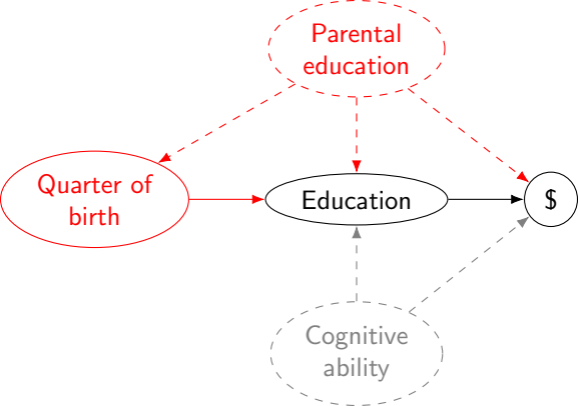 Parental
education
Quarter of
birth
Education
$
Cognitive
ability